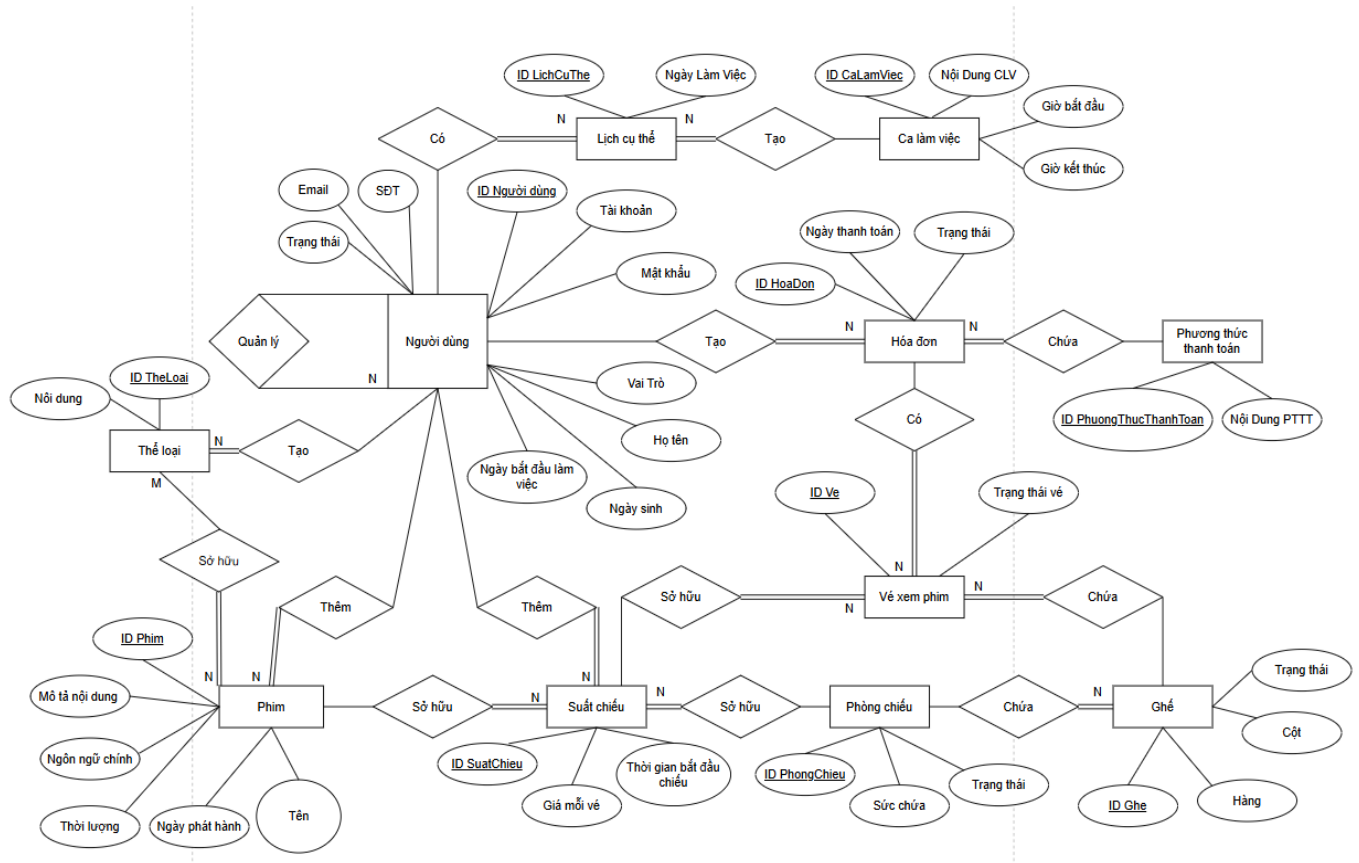 ID LichCuThe
Ngày Làm Việc
ID CaLamViec
Nội Dung CLV
Giờ bắt đầu
Có
N
Lịch cụ thể
N
Tạo
Ca làm việc
Giờ kết thúc
Email
SĐT
ID Người dùng
Tài khoản
Trạng thái
Mật khẩu
Ngày thanh toán
Trạng thái
ID HoaDon
Quản lý
N
Người dùng
Tạo
N
Hóa đơn
N
Chứa
Phương thức
thanh toán
ID TheLoai
Nôi dung
Vai Trò
Họ tên
Có
ID PhuongThucThanhToan
Nội Dung PTTT
Thể loại
N
Tạo
M
Ngày bắt đầu làm
việc
Ngày sinh
ID Ve
Trạng thái vé
Sở hữu
Thêm
Thêm
Sở hữu
N
N
Vé xem phim
N
Chứa
ID Phim
Mô tả nội dung
Ngôn ngữ chính
Thời lượng
Ngày phát hành
Tên
N
N
Phim
Sở hữu
N
N
Suất chiếu
N
Sở hữu
Phòng chiếu
Chứa
N
Ghế
Trạng thái
Cột
ID SuatChieu
Giá mỗi vé
Thời gian bắt đầu
chiếu
ID PhongChieu
Sức chứa
Trạng thái
ID Ghe
Hàng